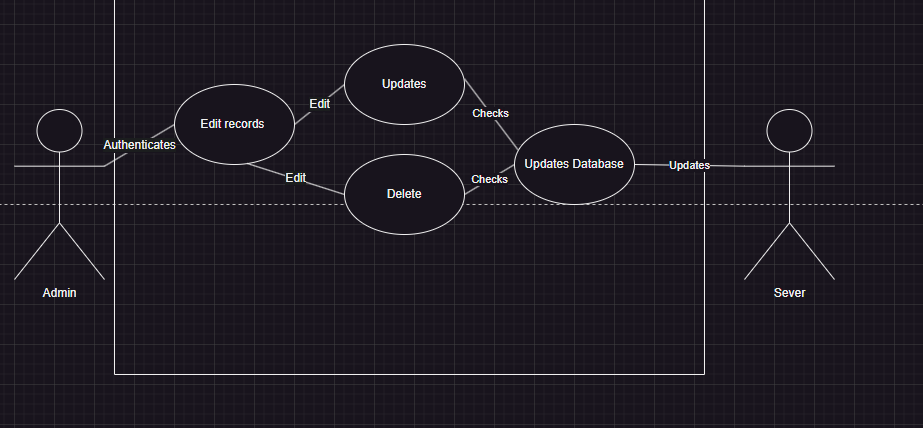 Updates
Edit
Checks
Edit records
Authenticates
Updates Database
Updates
Edit
Checks
Delete
Admin
Sever